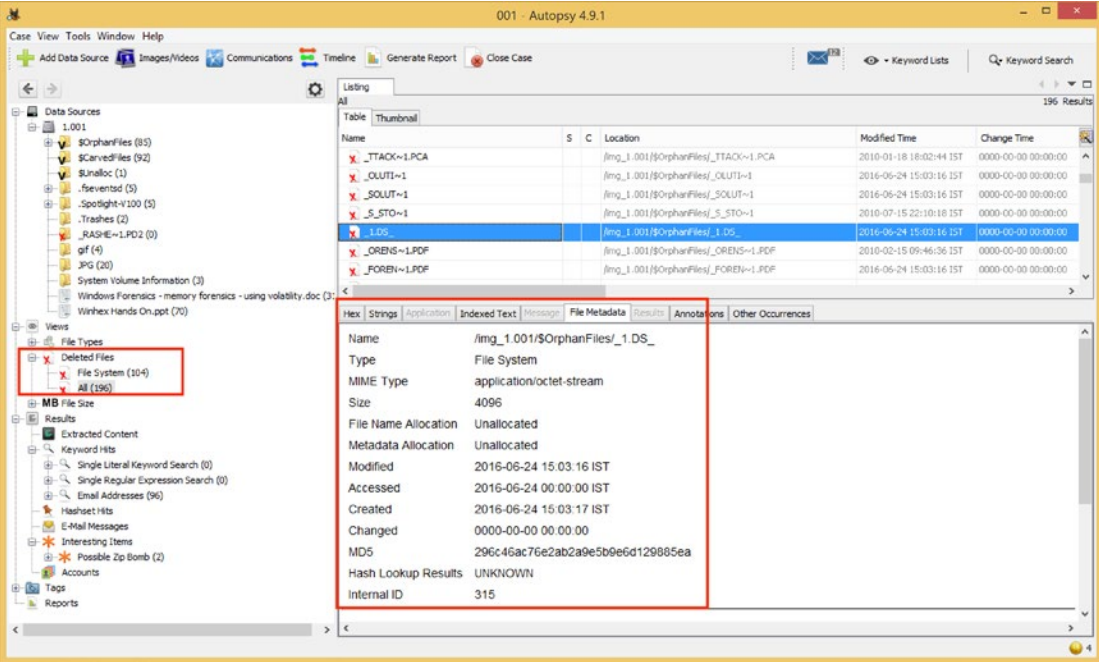 001 - Autopsy 4.9.1
Case View Tools Window Help
Add Data Source Images/Videos Communications Timeline Generate Report Close Case Keyword Lists Keyword Search
Data Sources
1.001
$OrphanFiles (85)
$CarvedFiles (92)
$Unalloc (1)
.fseventsd (5)
.Spotlight-V100 (5)
.Trashes (2)
_RASHE~1.PD2 (0)
gif (4)
JPG (20)
System Volume Information (3)
Windows Forensics - memory forensics - using volatility.doc (3
Winhex Hands On.ppt (70)
Views
File Types
Deleted Files
File System (104)
All (196)
MB File Size
Results
Extracted Content
Keyword Hits
Single Literal Keyword Search (0)
Single Regular Expression Search (0)
Email Addresses (96)
Hashset Hits
E-Mail Messages
Interesting Items
Possible Zip Bomb (2)
Accounts
Tags
Reports
Listing
All
196 Results
Table Thumbnail
Name S C Location Modified Time Change Time
_TTACK~1.PCA /img_1.001/$OrphanFiles/_TTACK~1.PCA 2010-01-18 18:02:44 IST 0000-00-00 00:00:00
_OLUTI~1 /img_1.001/$OrphanFiles/_OLUTI~1 2016-06-24 15:03:16 IST 0000-00-00 00:00:00
_SOLUT~1 /img_1.001/$OrphanFiles/_SOLUT~1 2016-06-24 15:03:16 IST 0000-00-00 00:00:00
_S_STO~1 /img_1.001/$OrphanFiles/_S_STO~1 2010-07-15 22:10:18 IST 0000-00-00 00:00:00
_1.DS_ /img_1.001/$OrphanFiles/_1.DS_ 2016-06-24 15:03:16 IST 0000-00-00 00:00:00
_ORENS~1.PDF /img_1.001/$OrphanFiles/_ORENS~1.PDF 2010-02-15 09:46:36 IST 0000-00-00 00:00:00
_FOREN~1.PDF /img_1.001/$OrphanFiles/_FOREN~1.PDF 2016-06-24 15:03:16 IST 0000-00-00 00:00:00
Hex Strings Application Indexed Text Message File Metadata Results Annotations Other Occurrences
Name /img_1.001/$OrphanFiles/_1.DS_
Type File System
MIME Type application/octet-stream
Size 4096
File Name Allocation Unallocated
Metadata Allocation Unallocated
Modified 2016-06-24 15:03:16 IST
Accessed 2016-06-24 00:00:00 IST
Created 2016-06-24 15:03:17 IST
Changed 0000-00-00 00:00:00
MD5 296c46ac76e2ab2a9e5b9e6d129885ea
Hash Lookup Results UNKNOWN
Internal ID 315
4